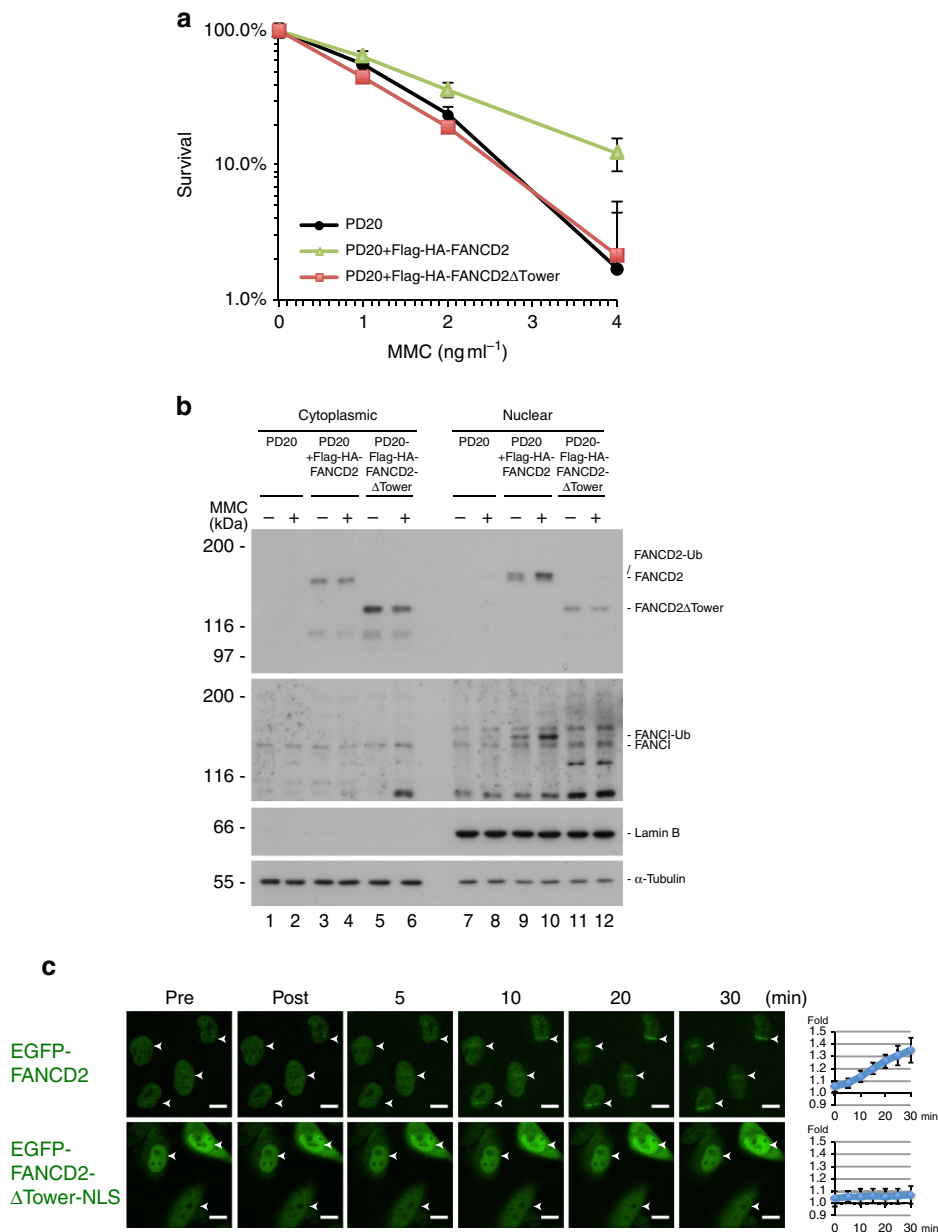 a
100.0%
10.0%
1.0%
Survival
PD20
PD20+Flag-HA-FANCD2
PD20+Flag-HA-FANCD2ΔTower
0 1 2 3 4
MMC (ng ml⁻¹)
b
Cytoplasmic Nuclear
PD20 PD20 +Flag-HA- FANCD2 PD20- Flag-HA- FANCD2- ΔTower PD20 PD20 +Flag-HA- FANCD2 PD20- Flag-HA- FANCD2- ΔTower
MMC − + − + − + − + − + − +
(kDa)
200 -
FANCD2-Ub
/
- FANCD2
- FANCD2ΔTower
116 -
97 -
200 -
- FANCI-Ub
- FANCI
116 -
66 -
- Lamin B
55 -
- α-Tubulin
1 2 3 4 5 6 7 8 9 10 11 12
c
Pre Post 5 10 20 30 (min)
EGFP-
FANCD2
Fold
1.5
1.4
1.3
1.2
1.1
1.0
0.9
0 10 20 30 min
EGFP-
FANCD2-
ΔTower-NLS
Fold
1.5
1.4
1.3
1.2
1.1
1.0
0.9
0 10 20 30 min